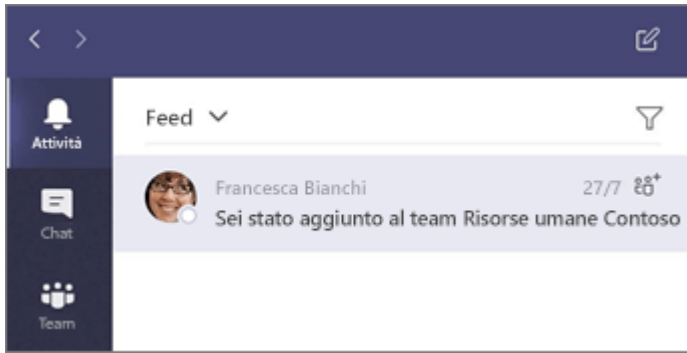 Attività
Chat
Team
Feed
Francesca Bianchi 27/7
Sei stato aggiunto al team Risorse umane Contoso